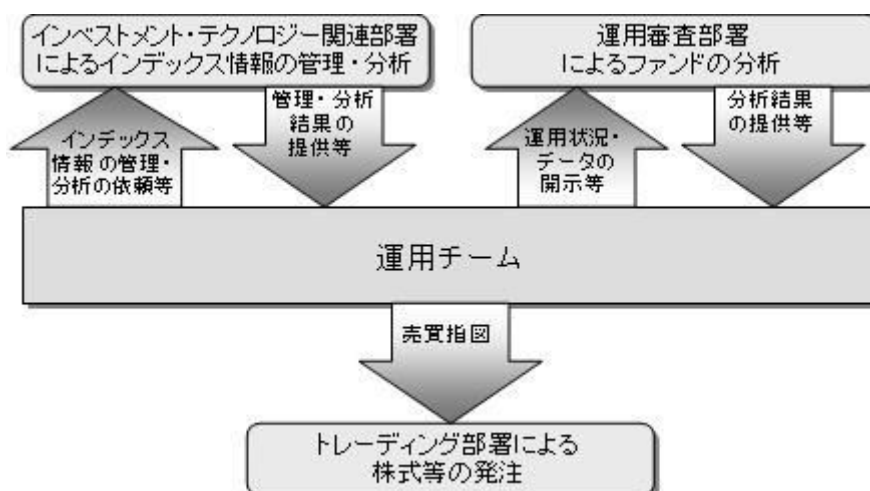 インベストメント・テクノロジー関連部署
によるインデックス情報の管理・分析
運用審査部署
によるファンドの分析
インデックス
情報の管理・
分析の依頼等
管理・分析
結果の
提供等
運用状況・
データの
開示等
分析結果
の提供等
運用チーム
売買指図
トレーディング部署による
株式等の発注